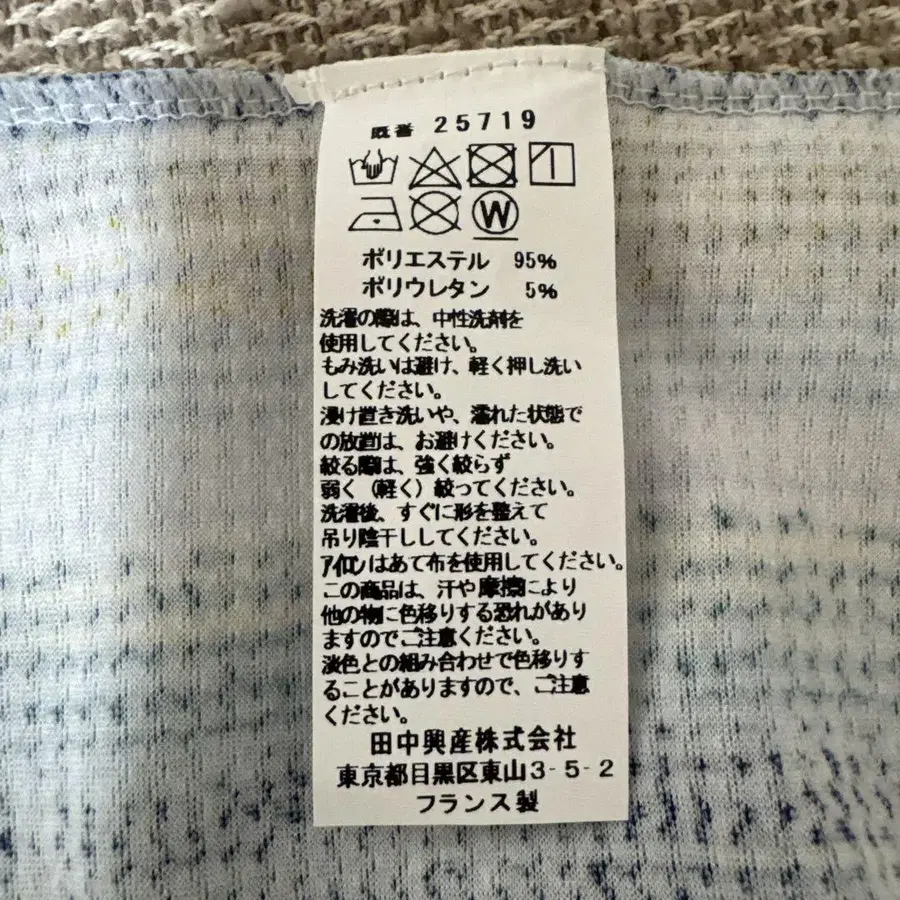 既番 25719
W
ポリエステル 95%
ポリウレタン 5%
洗濯の際は、中性洗剤を
使用してください。
もみ洗いは避け、軽く押し洗い
してください。
浸け置き洗いや、濡れた状態で
の放置は、お避けください。
絞る際は、強く絞らず
弱く（軽く）絞ってください。
洗濯後、すぐに形を整えて
吊り陰干ししてください。
アイロンはあて布を使用してください。
この商品は、汗や摩擦により
他の物に色移りする恐れがあり
ますのでご注意ください。
淡色との組み合わせで色移りす
ることがありますので、ご注意
ください。
田中興産株式会社
東京都目黒区東山3-5-2
フランス製